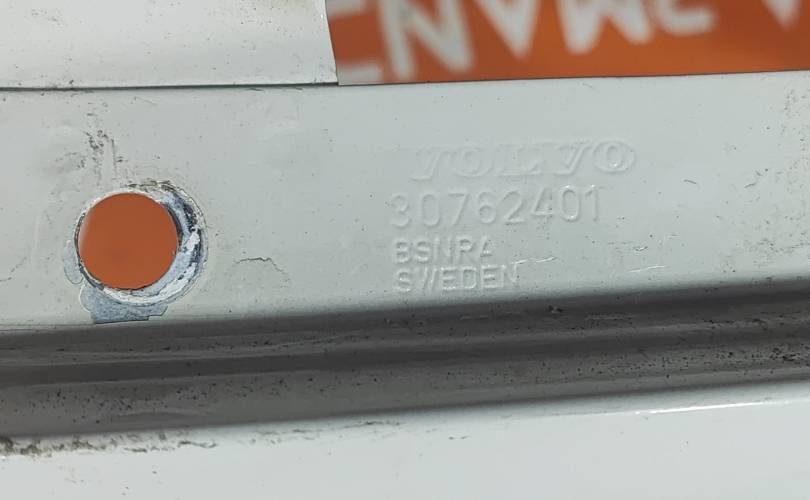 VOLVO
30762401
BSNRA
SWEDEN